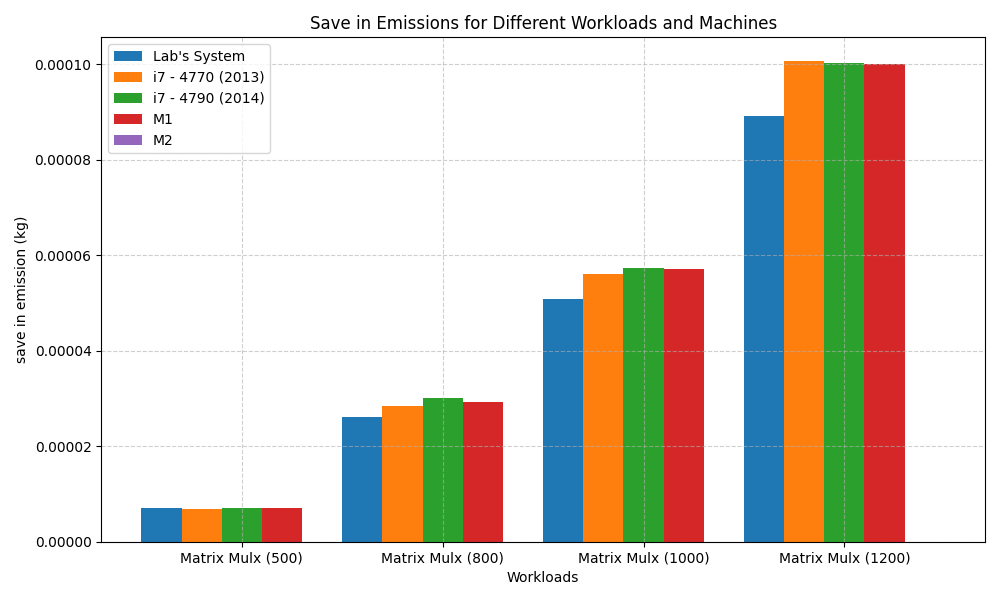 Save in Emissions for Different Workloads and Machines
Lab's System
i7 - 4770 (2013)
i7 - 4790 (2014)
M1
M2
save in emission (kg)
0.00010
0.00008
0.00006
0.00004
0.00002
0.00000
Matrix Mulx (500)
Matrix Mulx (800)
Matrix Mulx (1000)
Matrix Mulx (1200)
Workloads